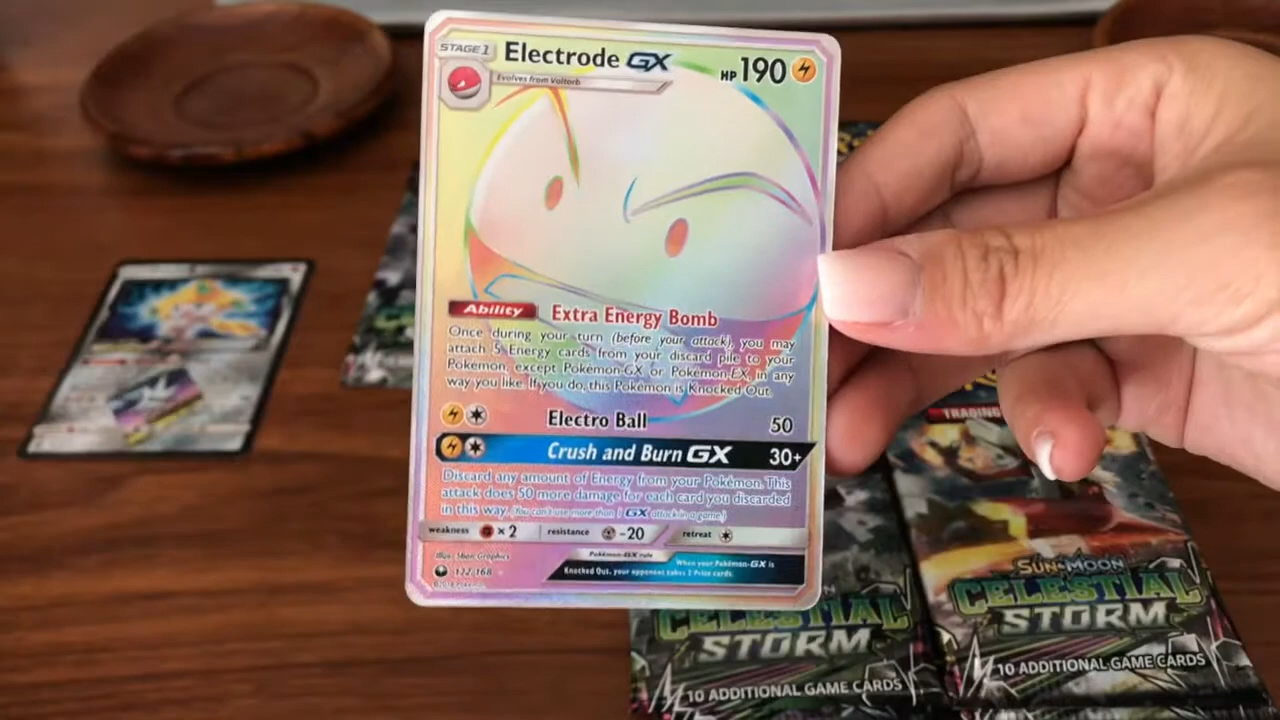 STAGE 1 Electrode GX HP 190
Evolves from Voltorb
Ability Extra Energy Bomb
Once during your turn (before your attack), you may
attach 5 Energy cards from your discard pile to your
Pokémon, except Pokémon-GX or Pokémon-EX, in any
way you like. If you do, this Pokémon is Knocked Out.
Electro Ball 50
Crush and Burn GX 30+
Discard any amount of Energy from your Pokémon. This
attack does 50 more damage for each card you discarded
in this way. (You can't use more than 1 GX attack in a game.)
weakness ×2 resistance -20 retreat
Illus. 5ban Graphics
Pokémon-GX rule
When your Pokémon-GX is
Knocked Out, your opponent takes 2 Prize cards.
/168
©2018 Pokémon
TRADING
SUN & MOON
CELESTIAL
STORM
10 ADDITIONAL GAME CARDS
CELESTIAL
STORM
10 ADDITIONAL GAME CARDS